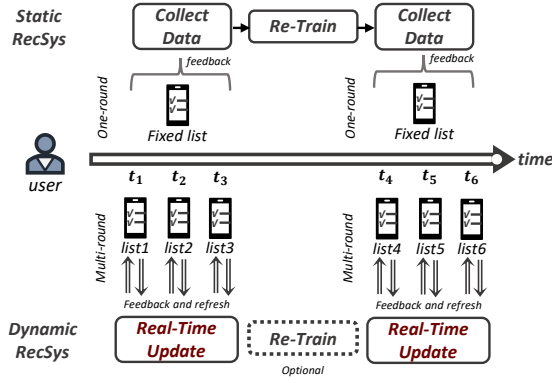 Static
RecSys
Collect
Data
Re-Train
Collect
Data
feedback
feedback
One-round
One-round
Fixed list
Fixed list
user
time
t1 t2 t3 t4 t5 t6
Multi-round
Multi-round
list1 list2 list3 list4 list5 list6
Feedback and refresh
Feedback and refresh
Dynamic
RecSys
Real-Time
Update
Re-Train
Optional
Real-Time
Update